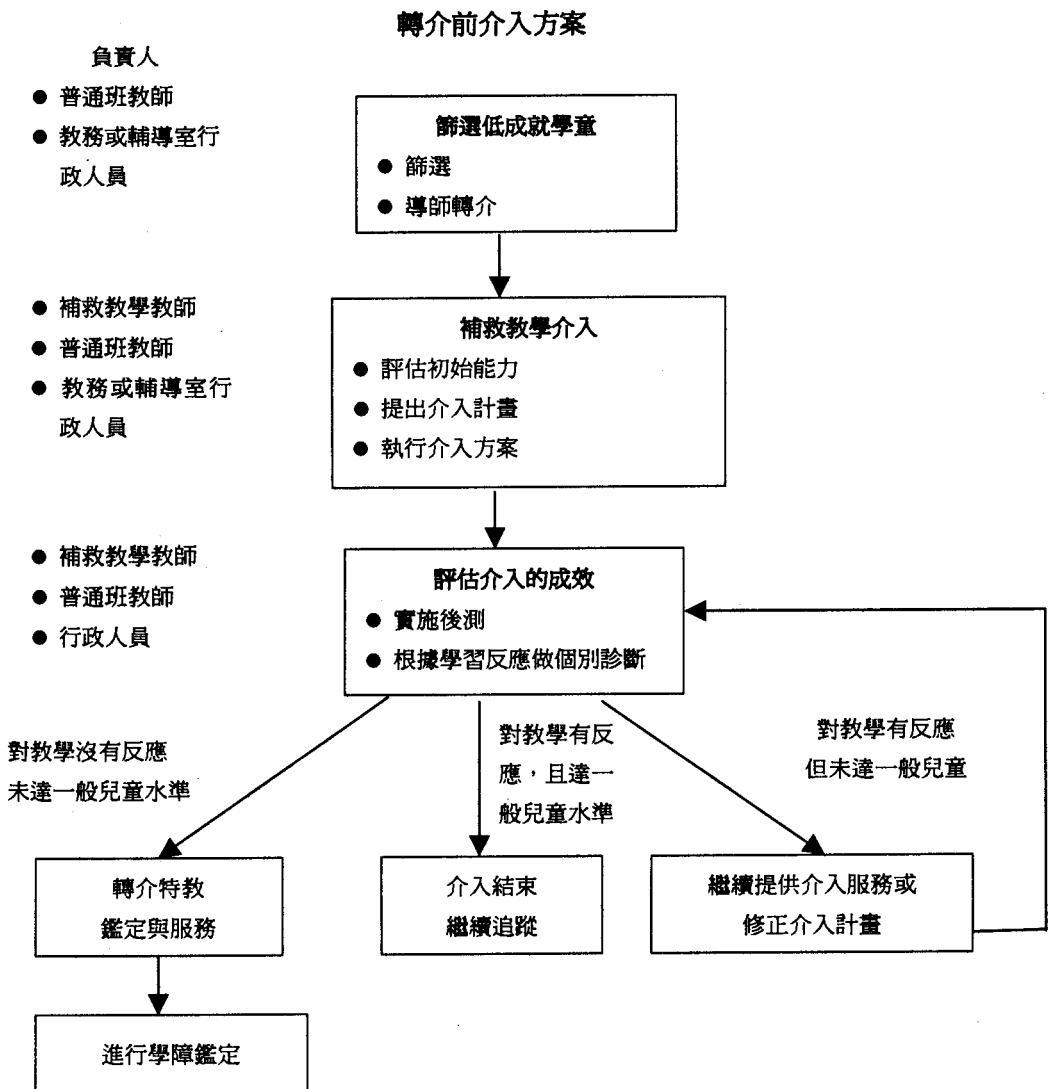 轉介前介入方案
負責人
● 普通班教師
● 教務或輔導室行
政人員
篩選低成就學童
● 篩選
● 導師轉介
● 補救教學教師
● 普通班教師
● 教務或輔導室行
政人員
補救教學介入
● 評估初始能力
● 提出介入計畫
● 執行介入方案
● 補救教學教師
● 普通班教師
● 行政人員
評估介入的成效
● 實施後測
● 根據學習反應做個別診斷
對教學沒有反應
未達一般兒童水準
對教學有反
應，且達一
般兒童水準
對教學有反應
但未達一般兒童
轉介特教
鑑定與服務
介入結束
繼續追蹤
繼續提供介入服務或
修正介入計畫
進行學障鑑定